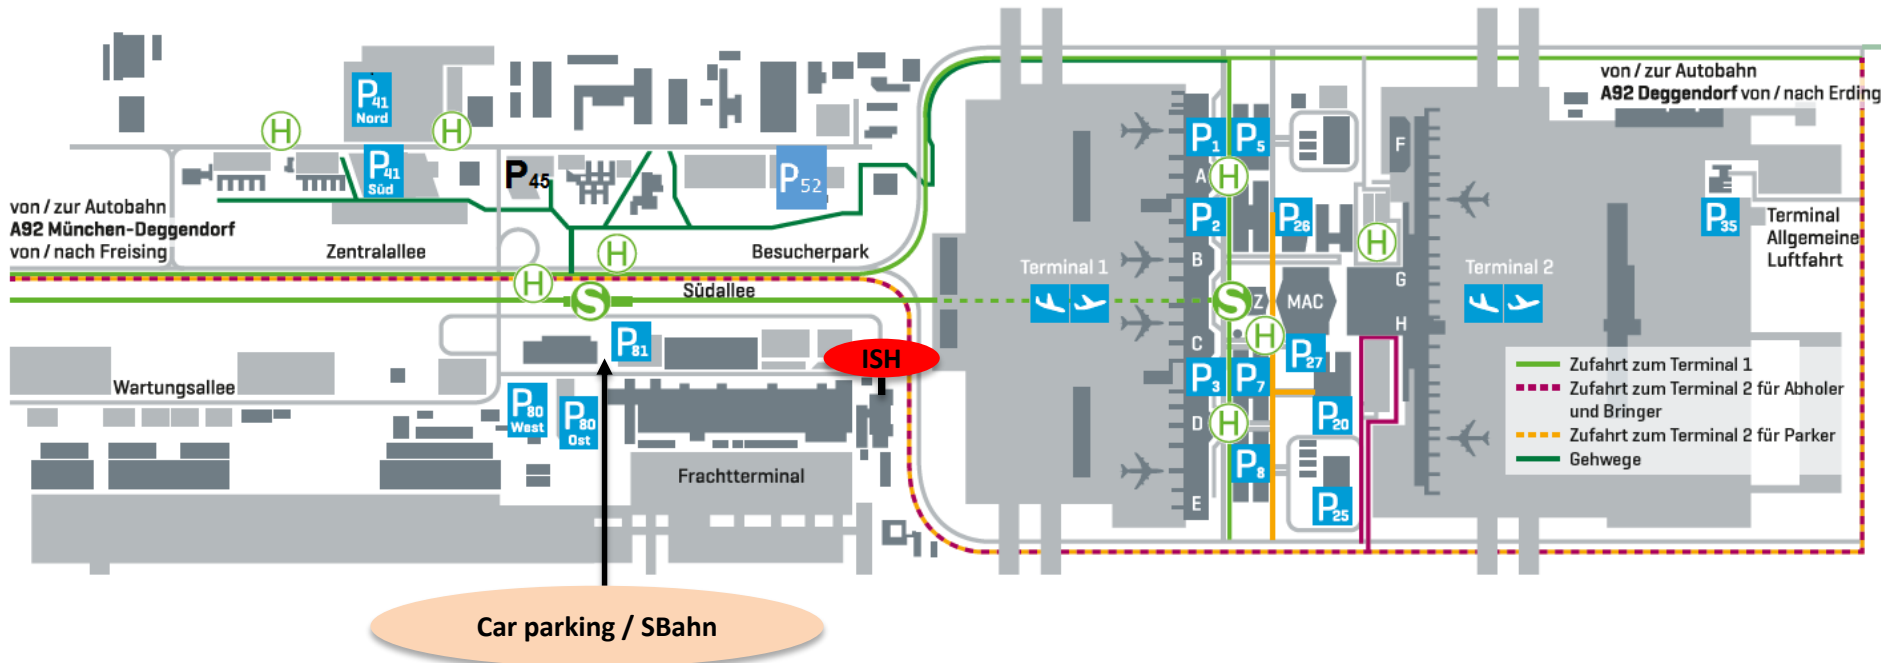 P41
Nord
H
H
P41
Süd
P45
P52
von / zur Autobahn
A92 München-Deggendorf
von / nach Freising
Zentralallee
Besucherpark
H
H
S
Südallee
P81
ISH
Wartungsallee
P80
West
P80
Ost
Frachtterminal
Car parking / SBahn
Terminal 1
P1
P5
A
H
P2
P26
B
S
Z
MAC
H
C
P27
P3
P7
P20
D
H
P8
P25
E
F
H
G
H
Terminal 2
von / zur Autobahn
A92 Deggendorf von / nach Erding
P35
Terminal
Allgemeine
Luftfahrt
Zufahrt zum Terminal 1
Zufahrt zum Terminal 2 für Abholer
und Bringer
Zufahrt zum Terminal 2 für Parker
Gehwege